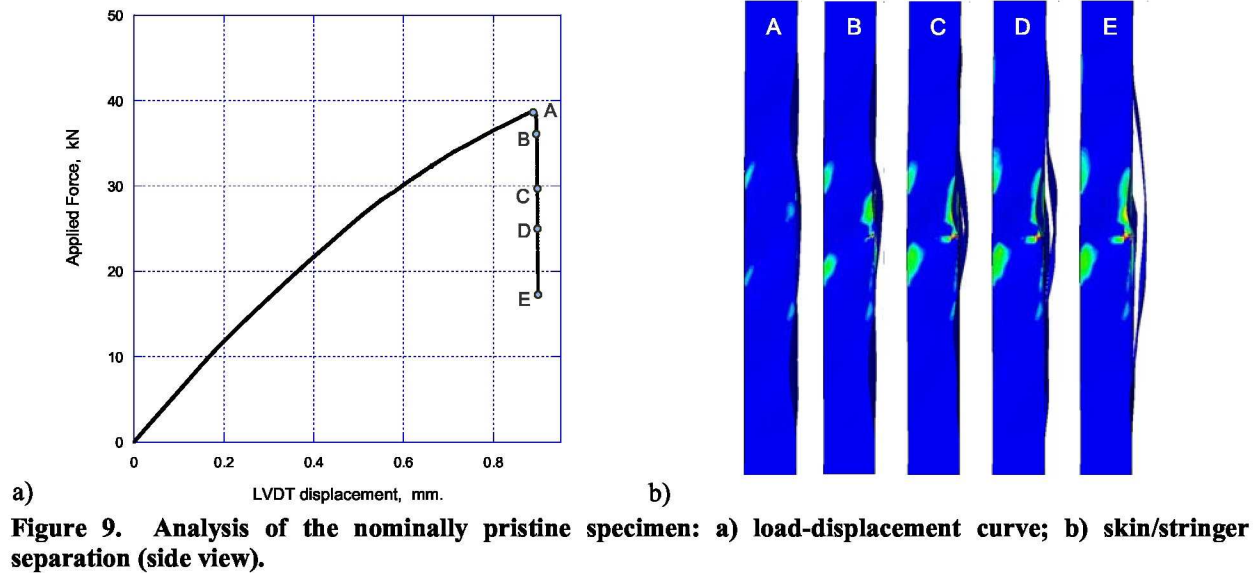 50
40
30
20
10
0
Applied Force, kN
0 0.2 0.4 0.6 0.8
LVDT displacement, mm.
A
B
C
D
E
a)
A B C D E
b)
Figure 9. Analysis of the nominally pristine specimen: a) load-displacement curve; b) skin/stringer
separation (side view).